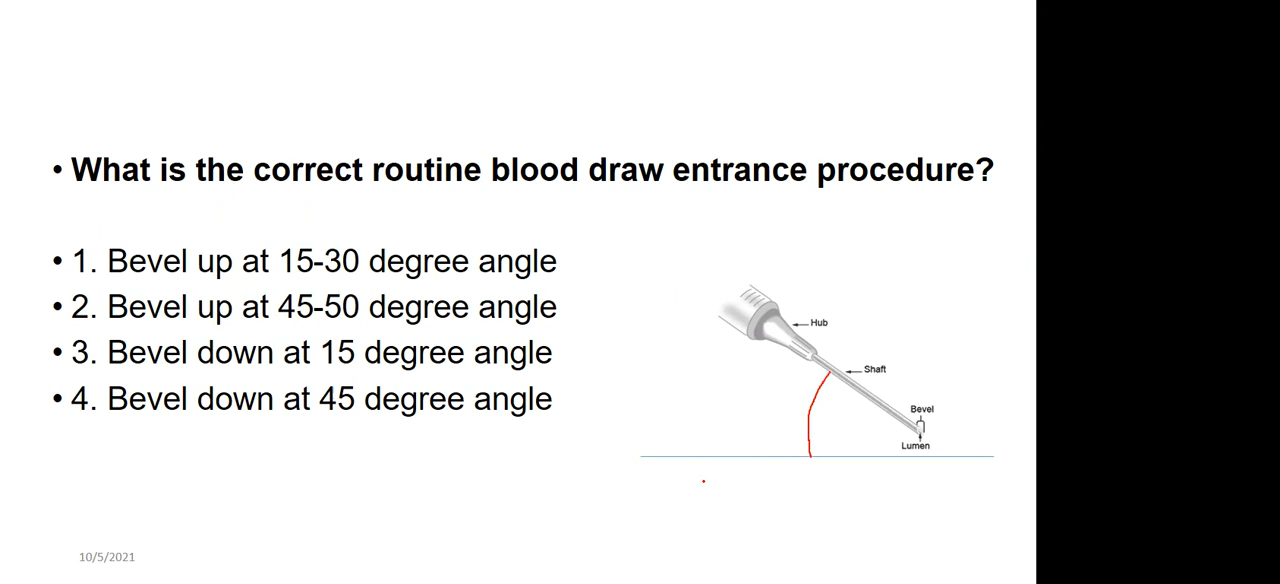 • What is the correct routine blood draw entrance procedure?
• 1. Bevel up at 15-30 degree angle
• 2. Bevel up at 45-50 degree angle
• 3. Bevel down at 15 degree angle
• 4. Bevel down at 45 degree angle
Hub
Shaft
Bevel
Lumen
10/5/2021